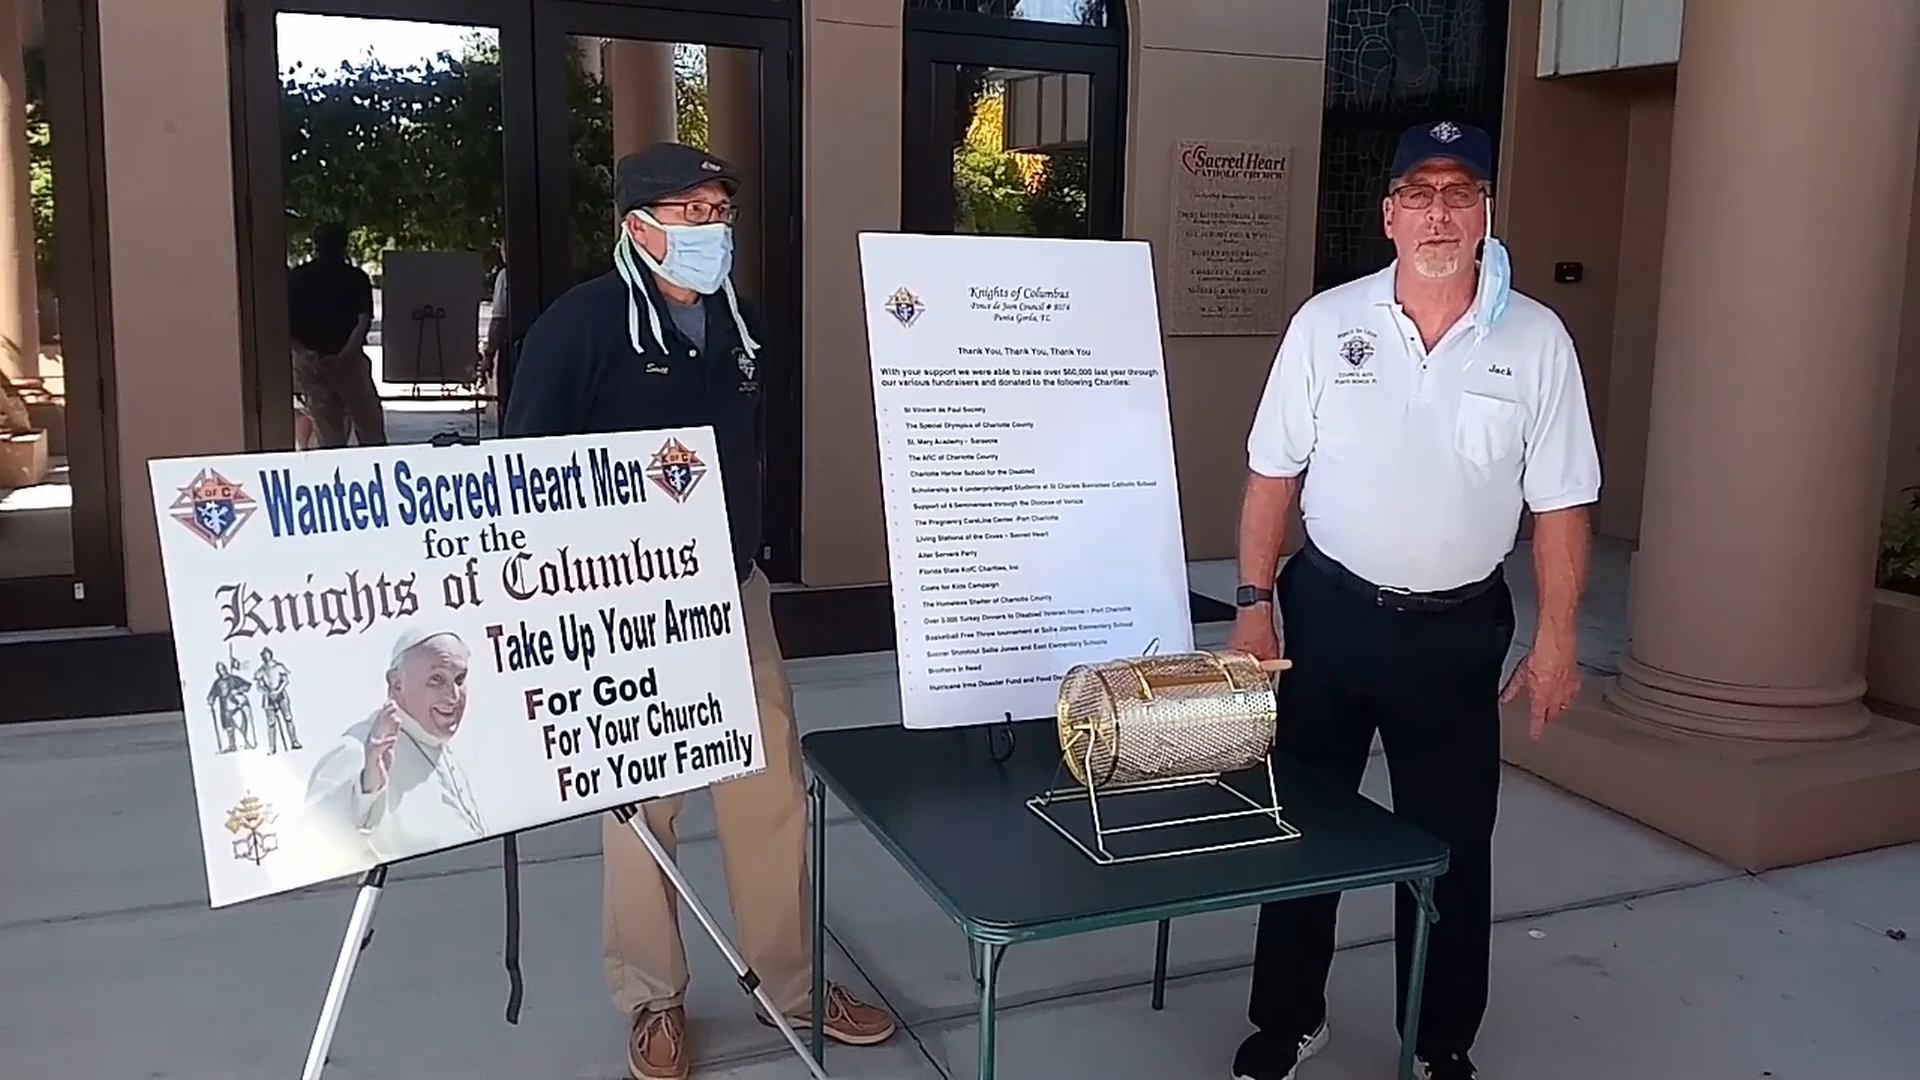 K OF C
K OF C
Wanted Sacred Heart Men
for the
Knights of Columbus
Take Up Your Armor
For God
For Your Church
For Your Family
Knights of Columbus
Ponce de Leon Council # 8074
Punta Gorda, FL
Thank You, Thank You, Thank You
With your support we were able to raise over $60,000 last year through
our various fundraisers and donated to the following Charities:
St Vincent de Paul Society
The Special Olympics of Charlotte County
St. Mary Academy - Sarasota
The ARC of Charlotte County
Charlotte Harbor School for the Disabled
Scholarship to 4 underprivileged Students at St Charles Borromeo Catholic School
Support of 6 Seminarians through the Diocese of Venice
The Pregnancy CareLine Center -Port Charlotte
Living Stations of the Cross - Sacred Heart
Alter Servers Party
Florida State KofC Charities, Inc
Coats for Kids Campaign
The Homeless Shelter of Charlotte County
Over 3,000 Turkey Dinners to Disabled Veteran Home - Port Charlotte
Basketball Free Throw tournament at Sallie Jones Elementary School
Soccer Shootout Sallie Jones and East Elementary Schools
Brothers in Need
Hurricane Irma Disaster Fund and Food
Sacred Heart
CATHOLIC CHURCH
Ponce De Leon
Jack